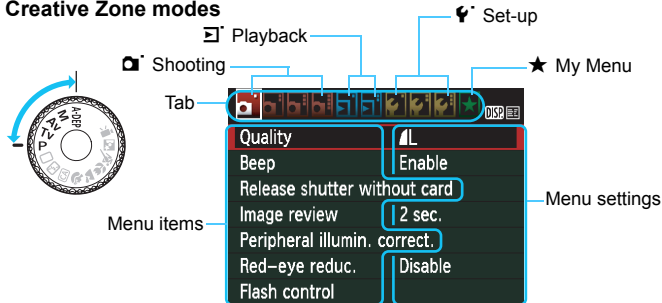 Creative Zone modes
Set-up
Playback
Shooting
My Menu
Tab
DISP.
A-DEP
M
Av
Tv
P
Quality L
Beep Enable
Release shutter without card
Image review 2 sec.
Peripheral illumin. correct.
Red-eye reduc. Disable
Flash control
Menu items
Menu settings